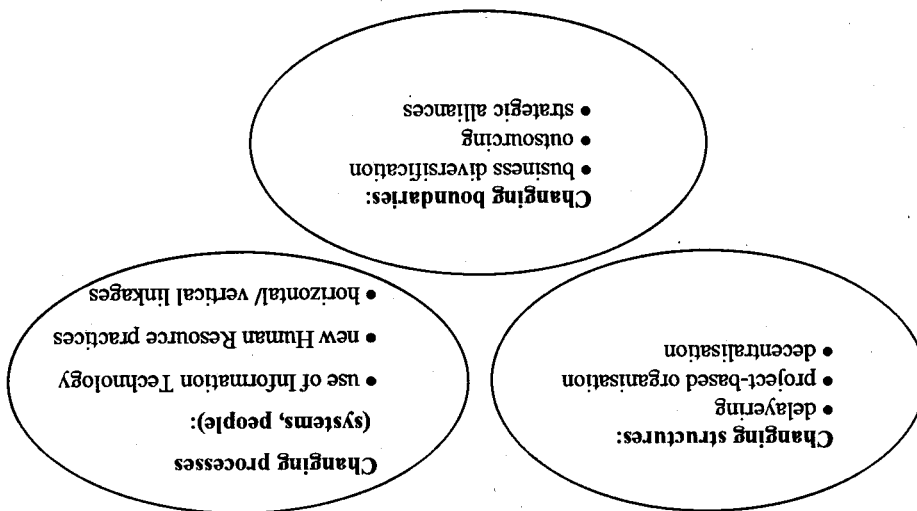 Changing structures:
• delayering
• project-based organisation
• decentralisation
Changing processes
(systems, people):
• use of Information Technology
• new Human Resource practices
• horizontal/ vertical linkages
Changing boundaries:
• business diversification
• outsourcing
• strategic alliances